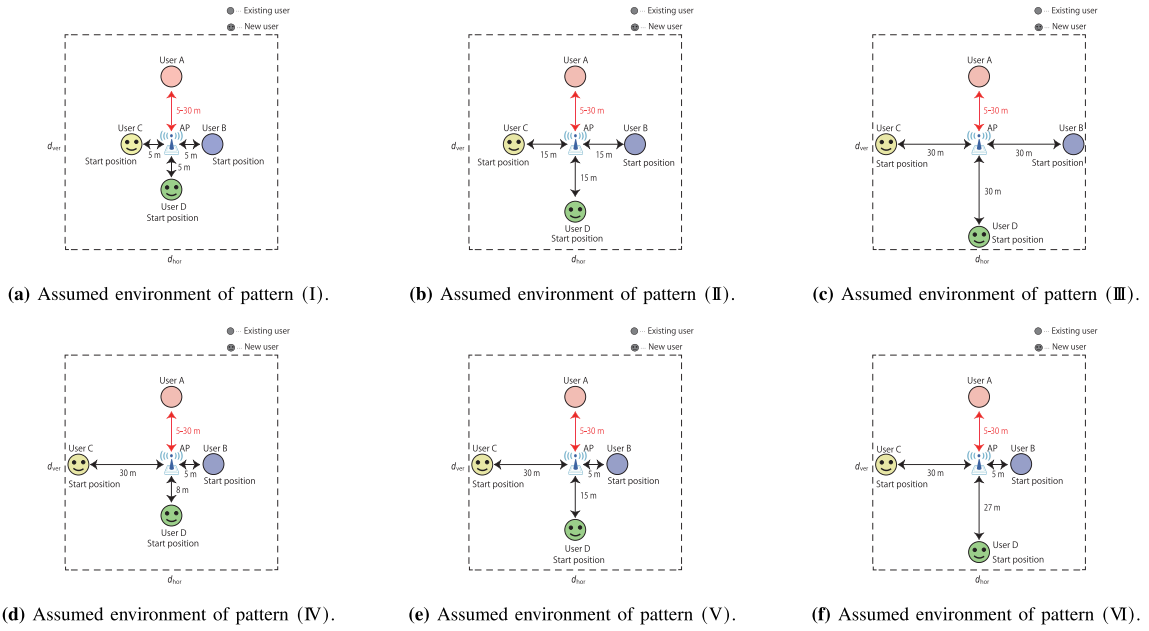 ··· Existing user
··· New user
User A
5–30 m
User C
AP
User B
d_ver
5 m
5 m
Start position
Start position
5 m
User D
Start position
d_hor
(a) Assumed environment of pattern (Ⅰ).
··· Existing user
··· New user
User A
5–30 m
User C
AP
User B
d_ver
15 m
15 m
Start position
Start position
15 m
User D
Start position
d_hor
(b) Assumed environment of pattern (Ⅱ).
··· Existing user
··· New user
User A
5–30 m
User C
AP
User B
d_ver
30 m
30 m
Start position
Start position
30 m
User D
Start position
d_hor
(c) Assumed environment of pattern (Ⅲ).
··· Existing user
··· New user
User A
5–30 m
User C
AP
User B
d_ver
30 m
5 m
Start position
Start position
8 m
User D
Start position
d_hor
(d) Assumed environment of pattern (Ⅳ).
··· Existing user
··· New user
User A
5–30 m
User C
AP
User B
d_ver
30 m
5 m
Start position
Start position
15 m
User D
Start position
d_hor
(e) Assumed environment of pattern (Ⅴ).
··· Existing user
··· New user
User A
5–30 m
User C
AP
User B
d_ver
30 m
5 m
Start position
Start position
27 m
User D
Start position
d_hor
(f) Assumed environment of pattern (Ⅵ).